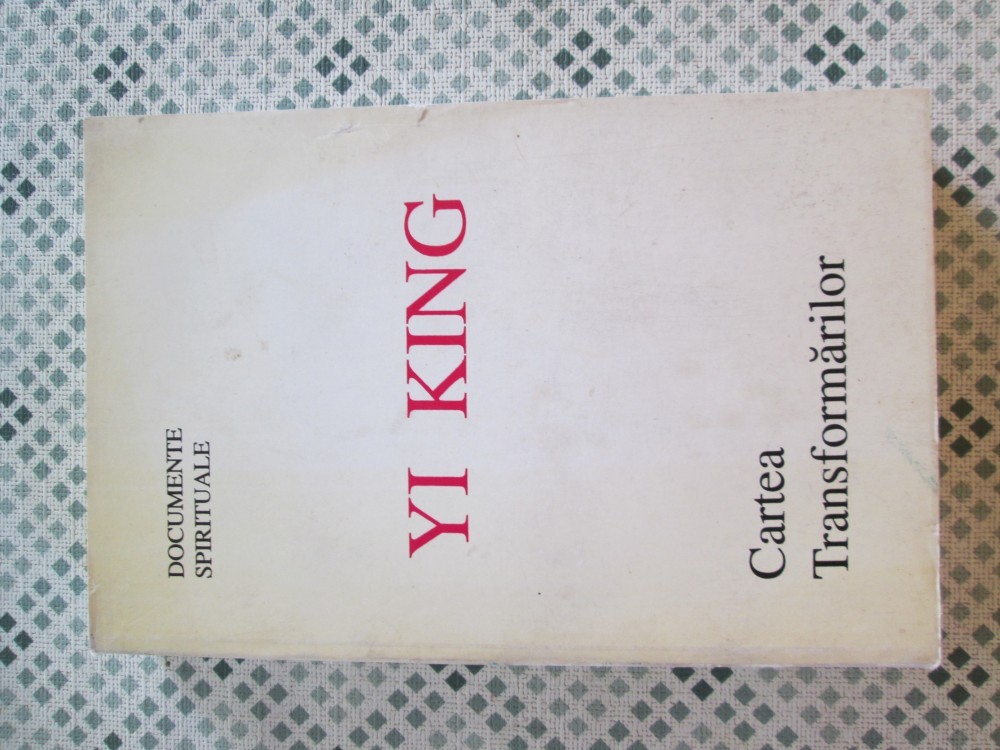 DOCUMENTE
SPIRITUALE
YI KING
Cartea
Transformărilor